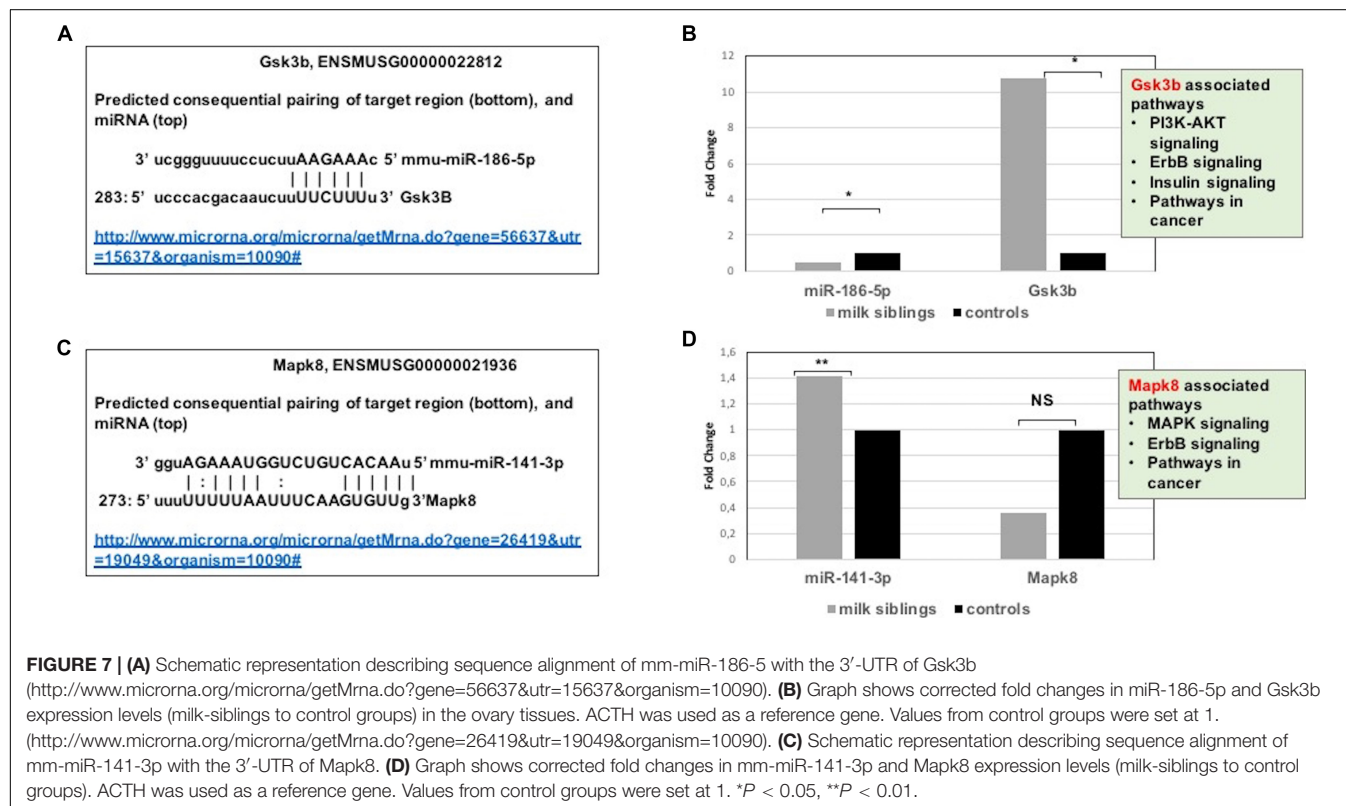 A
Gsk3b, ENSMUSG00000022812
Predicted consequential pairing of target region (bottom), and
miRNA (top)
3' ucggguuuuccucuuAAGAAAc 5' mmu-miR-186-5p
| | | | | |
283: 5' ucccacgacaaucuuUUCUUUu 3' Gsk3B
http://www.microrna.org/microrna/getMrna.do?gene=56637&utr
=15637&organism=10090#
B
Fold Change
12
10
8
6
4
2
0
*
*
miR-186-5p
Gsk3b
milk siblings
controls
Gsk3b associated
pathways
• PI3K-AKT
signaling
• ErbB signaling
• Insulin signaling
• Pathways in
cancer
C
Mapk8, ENSMUSG00000021936
Predicted consequential pairing of target region (bottom), and
miRNA (top)
3' gguAGAAAUGGUCUGUCACAAu 5' mmu-miR-141-3p
| : | | | | : | | | | | |
273: 5' uuuUUUUUAAUUUCAAGUGUUg 3'Mapk8
http://www.microrna.org/microrna/getMrna.do?gene=26419&utr
=19049&organism=10090#
D
Fold Change
1,6
1,4
1,2
1
0,8
0,6
0,4
0,2
0
**
NS
miR-141-3p
Mapk8
milk siblings
controls
Mapk8 associated
pathways
• MAPK signaling
• ErbB signaling
• Pathways in
cancer
FIGURE 7 | (A) Schematic representation describing sequence alignment of mm-miR-186-5 with the 3′-UTR of Gsk3b
(http://www.microrna.org/microrna/getMrna.do?gene=56637&utr=15637&organism=10090). (B) Graph shows corrected fold changes in miR-186-5p and Gsk3b
expression levels (milk-siblings to control groups) in the ovary tissues. ACTH was used as a reference gene. Values from control groups were set at 1.
(http://www.microrna.org/microrna/getMrna.do?gene=26419&utr=19049&organism=10090). (C) Schematic representation describing sequence alignment of
mm-miR-141-3p with the 3′-UTR of Mapk8. (D) Graph shows corrected fold changes in mm-miR-141-3p and Mapk8 expression levels (milk-siblings to control
groups). ACTH was used as a reference gene. Values from control groups were set at 1. *P < 0.05, **P < 0.01.